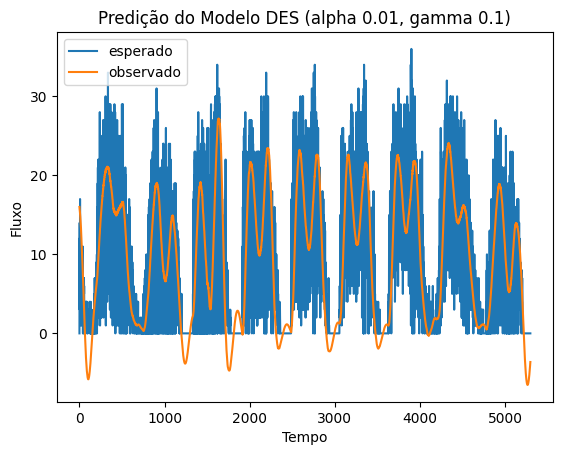 Predição do Modelo DES (alpha 0.01, gamma 0.1)
esperado
observado
Fluxo
30
20
10
0
0 1000 2000 3000 4000 5000
Tempo